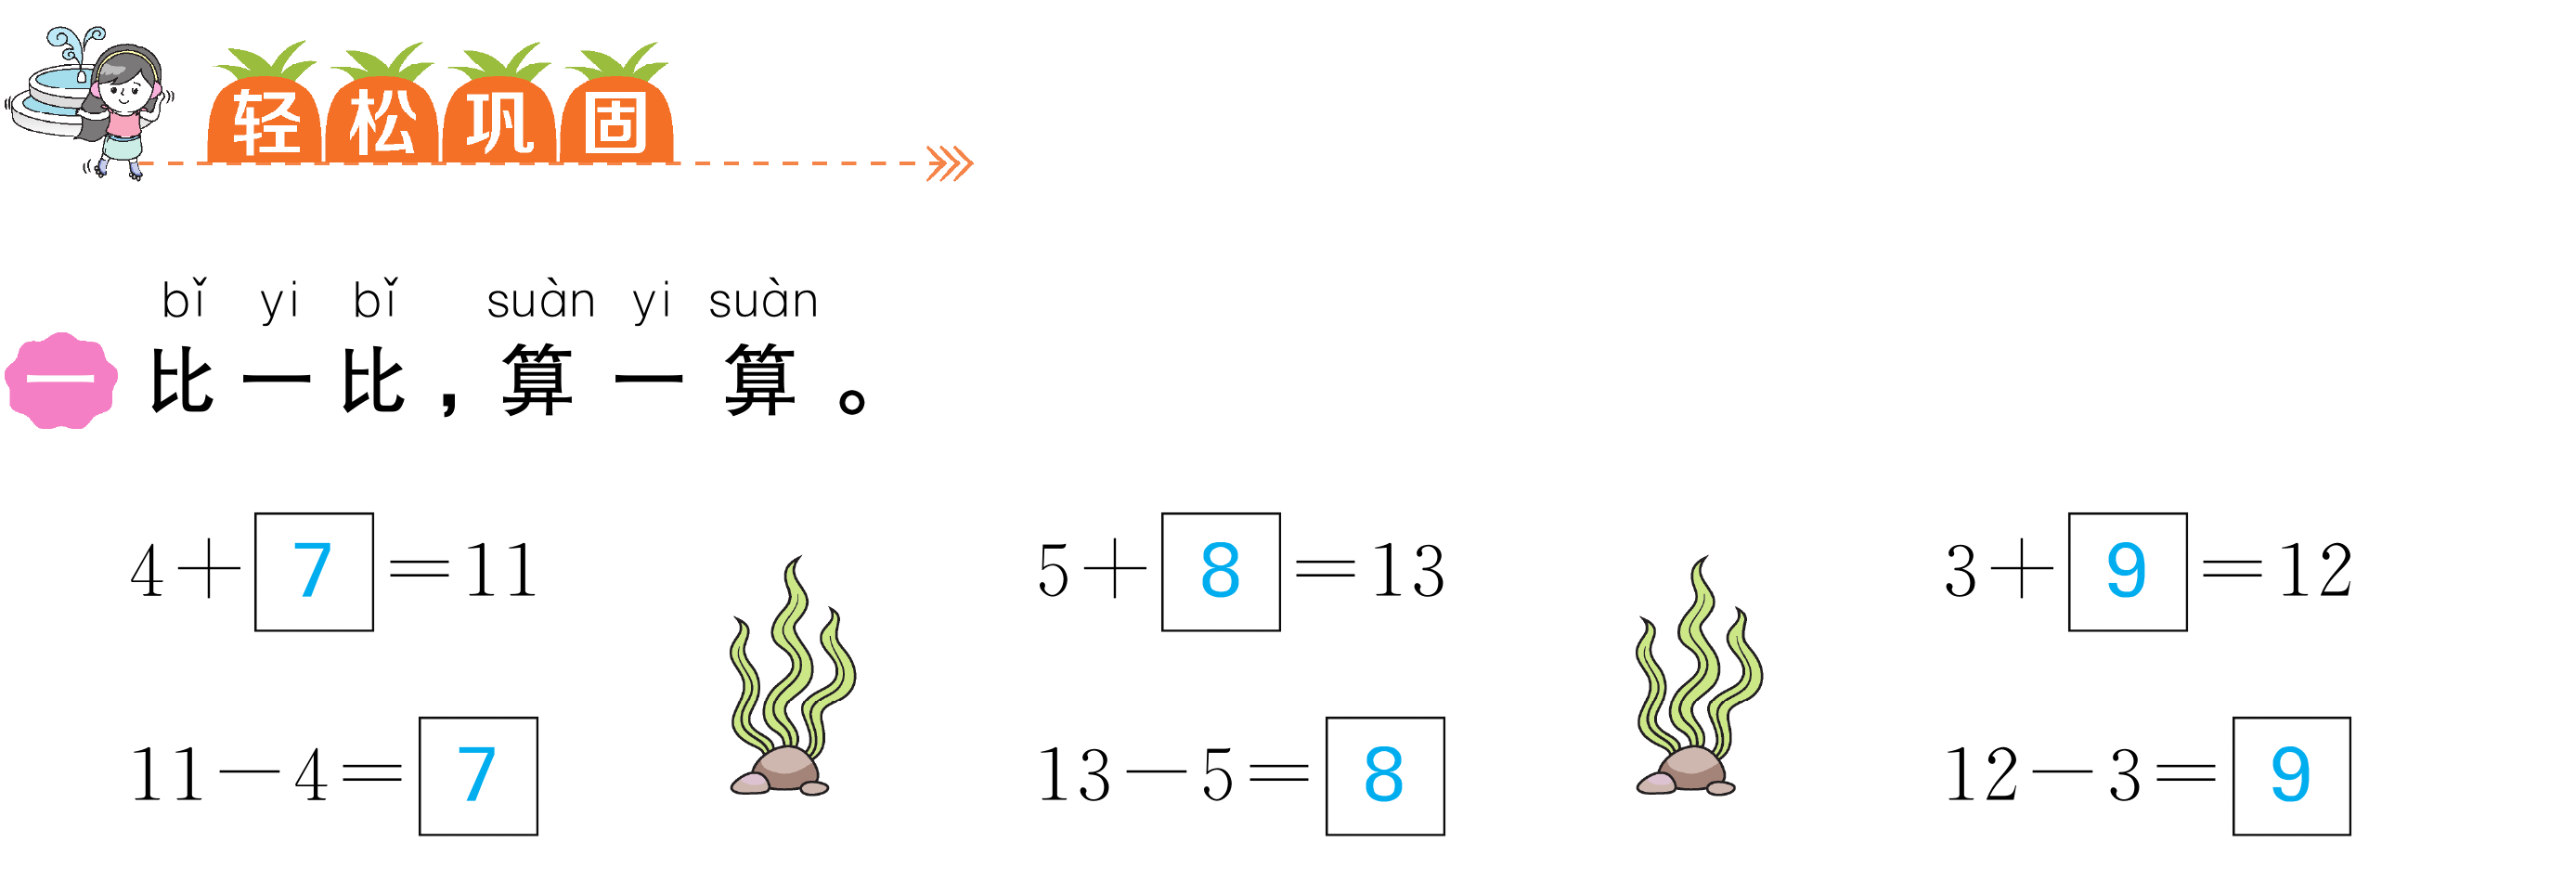 轻松巩固
bǐ yi bǐ suàn yi suàn
一 比一比，算一算。
4＋7＝11 5＋8＝13 3＋9＝12
11－4＝7 13－5＝8 12－3＝9